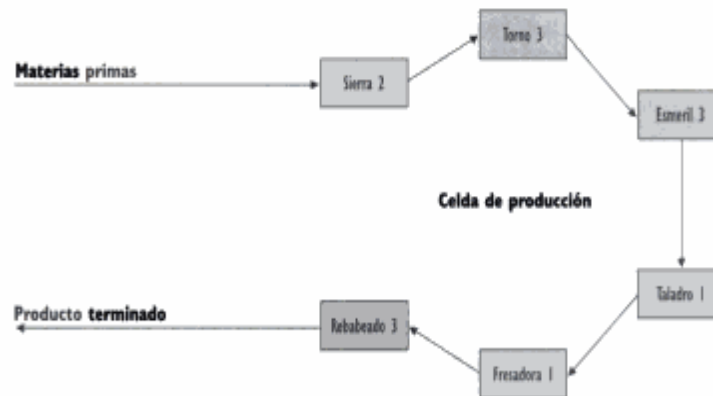 Torno 3
Materias primas
Sierra 2
Esmeril 3
Celda de producción
Taladro 1
Producto terminado
Rebabeado 3
Fresadora 1